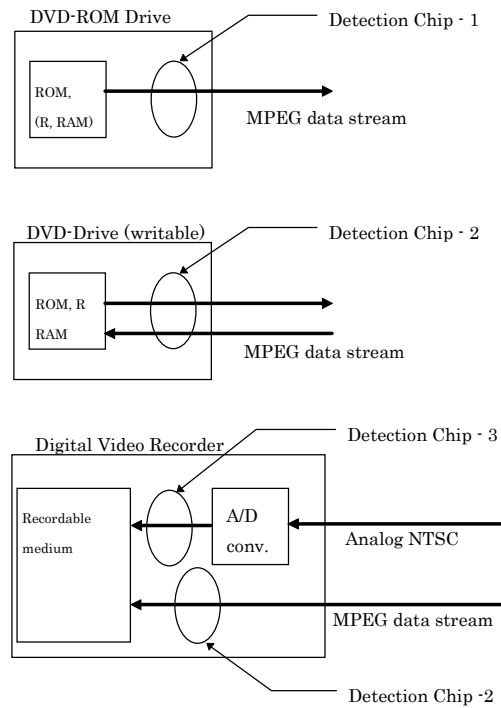 DVD-ROM Drive
Detection Chip - 1
ROM,
(R, RAM)
MPEG data stream
DVD-Drive (writable)
Detection Chip - 2
ROM, R
RAM
MPEG data stream
Detection Chip - 3
Digital Video Recorder
Recordable
medium
A/D
conv.
Analog NTSC
MPEG data stream
Detection Chip -2